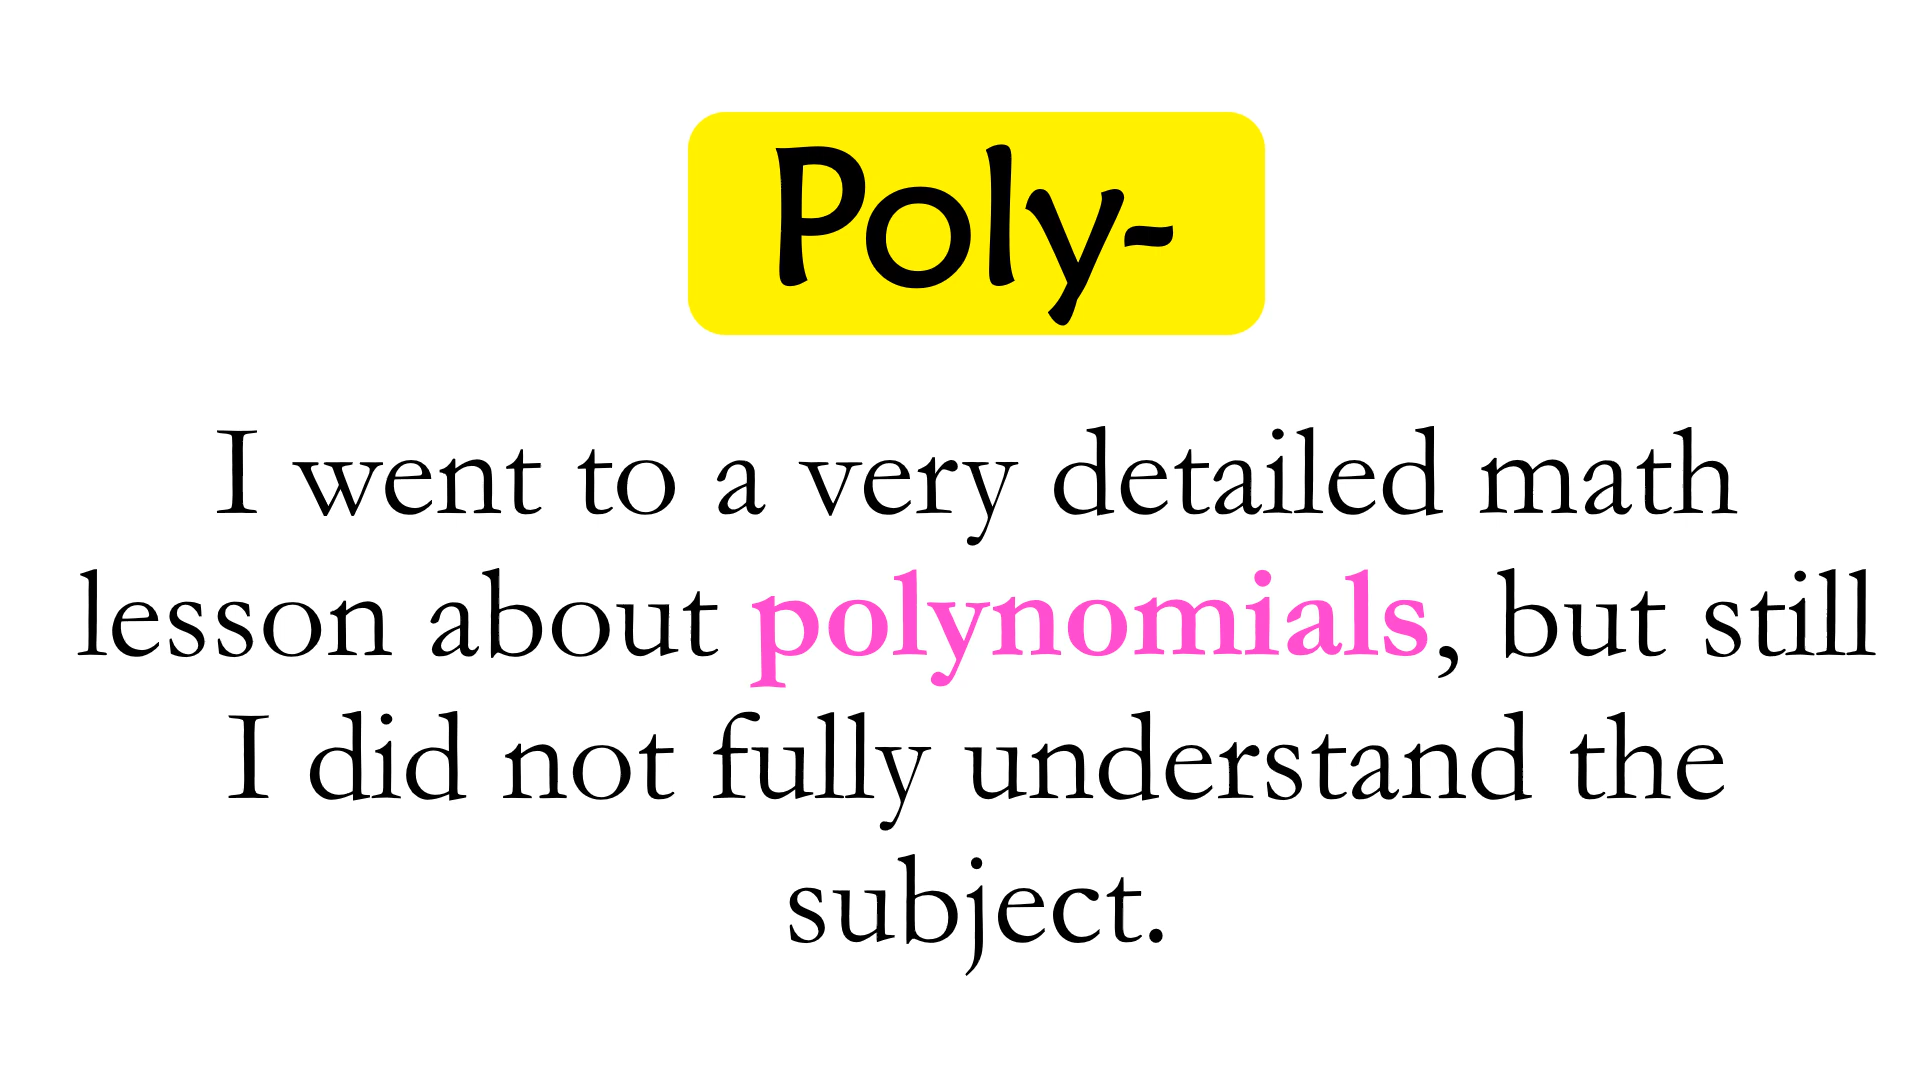 Poly-
I went to a very detailed math
lesson about polynomials, but still
I did not fully understand the
subject.